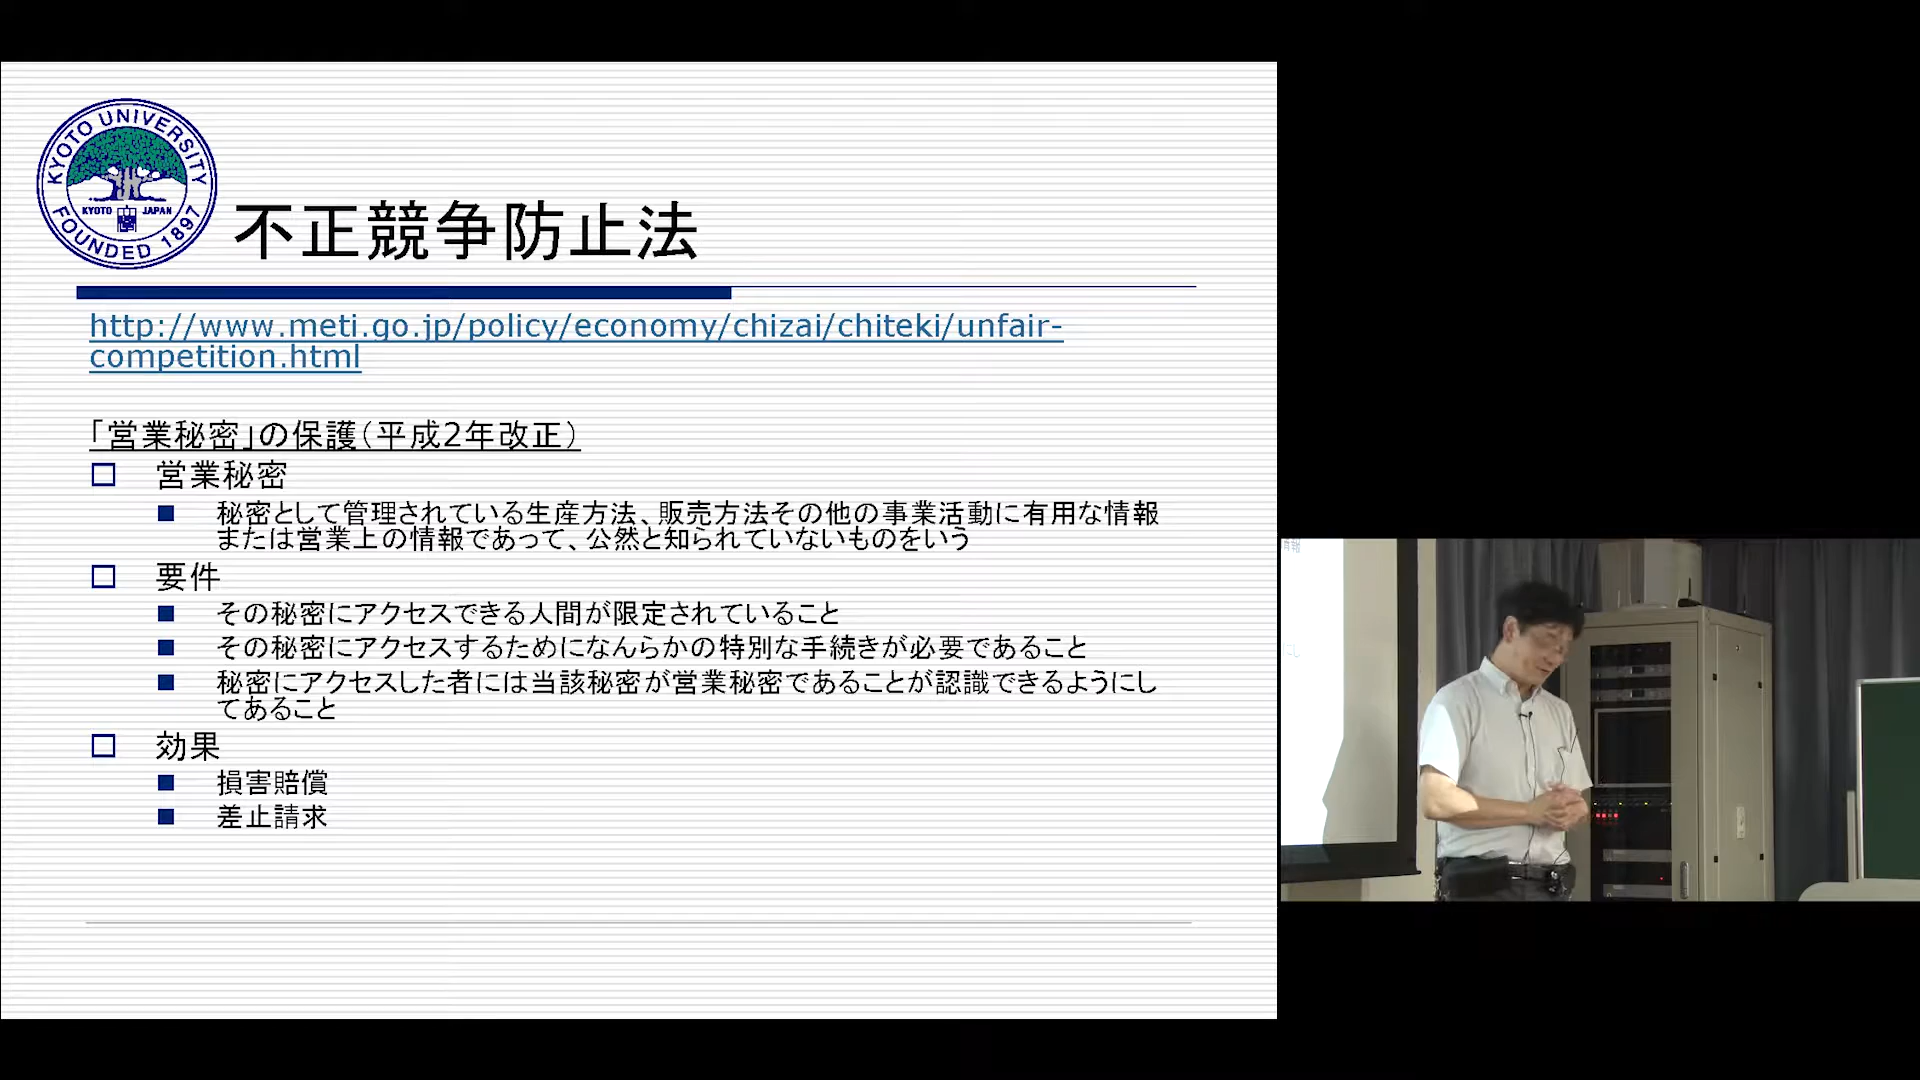 KYOTO UNIVERSITY
KYOTO JAPAN
FOUNDED 1897
不正競争防止法
http://www.meti.go.jp/policy/economy/chizai/chiteki/unfair-
competition.html
「営業秘密」の保護（平成2年改正）
営業秘密
秘密として管理されている生産方法、販売方法その他の事業活動に有用な情報
または営業上の情報であって、公然と知られていないものをいう
要件
その秘密にアクセスできる人間が限定されていること
その秘密にアクセスするためになんらかの特別な手続きが必要であること
秘密にアクセスした者には当該秘密が営業秘密であることが認識できるようにし
てあること
効果
損害賠償
差止請求
情報
にし